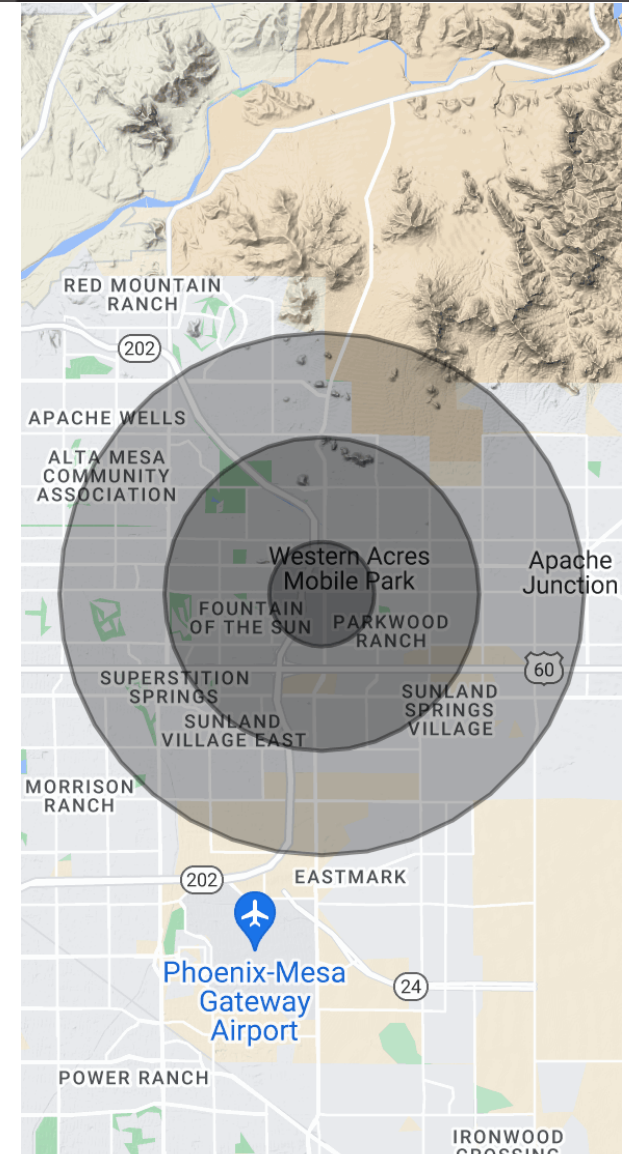 RED MOUNTAIN
RANCH
202
APACHE WELLS
ALTA MESA
COMMUNITY
ASSOCIATION
Western Acres
Mobile Park
Apache
Junction
FOUNTAIN
OF THE SUN
PARKWOOD
RANCH
60
SUPERSTITION
SPRINGS
SUNLAND
SPRINGS
VILLAGE
SUNLAND
VILLAGE EAST
MORRISON
RANCH
202
EASTMARK
Phoenix-Mesa
Gateway
Airport
24
POWER RANCH
IRONWOOD
CROSSING